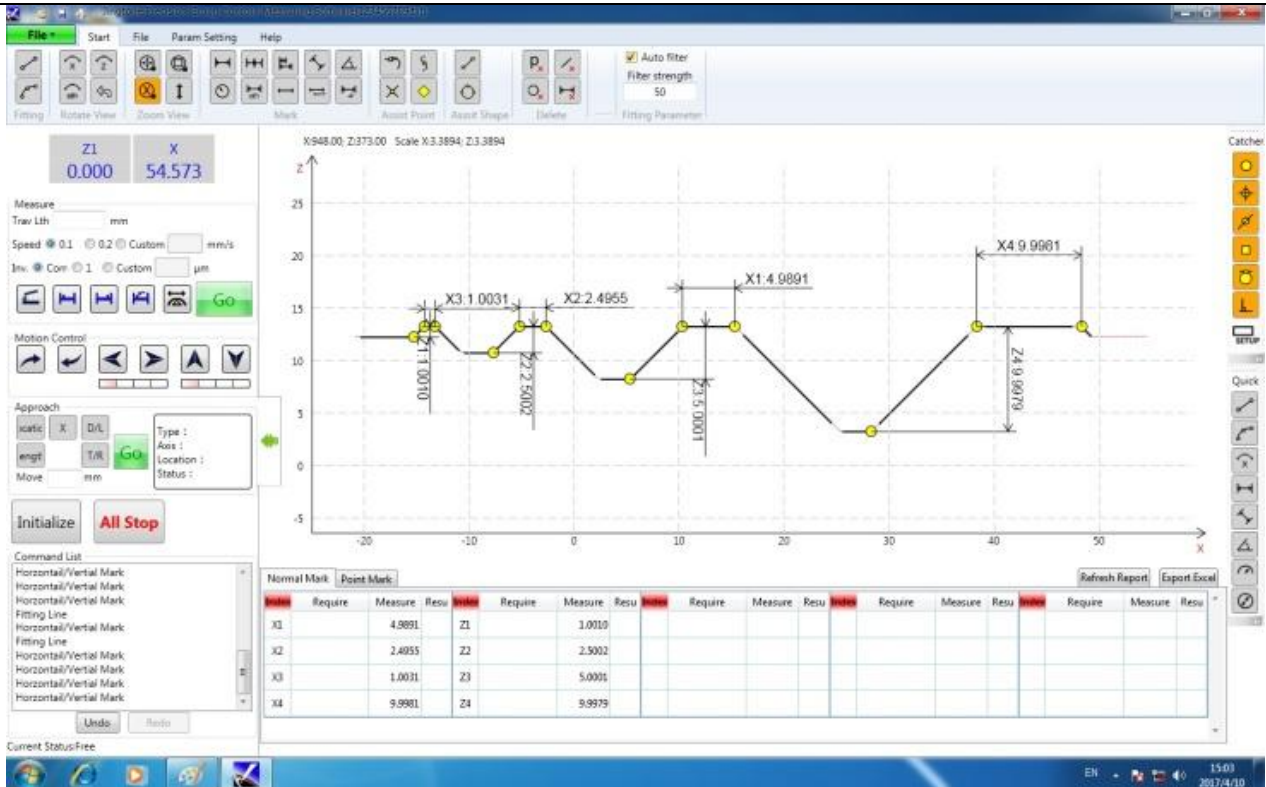 File Start File Param Setting Help
Auto filter
Filter strength
50
Fitting Rotate View Zoom View Mark Assist Point Assist Shape Delete Fitting Parameter
Z1 X
0.000 54.573
Measure
Trav Lth mm
Speed 0.1 0.2 Custom mm/s
Inv. Com 1 Custom μm
Go
Motion Control
Approach
X D/L
T/R Go
Move mm
Type :
Axis :
Location :
Status :
Initialize All Stop
Command List
Horzontail/Vertial Mark
Horzontail/Vertial Mark
Horzontail/Vertial Mark
Fitting Line
Horzontail/Vertial Mark
Fitting Line
Horzontail/Vertial Mark
Horzontail/Vertial Mark
Horzontail/Vertial Mark
Horzontail/Vertial Mark
Undo Redo
Current Status:Free
X:948.00; Z:373.00 Scale X:3.3894; Z:3.3894
Z
25
20
15
10
5
0
-5
-20 -10 0 10 20 30 40 50
X
X3:1.0031 X2:2.4955 X1:4.9891 X4:9.9981
Z1:1.0010 Z2:2.5002 Z3:5.0001 Z4:9.9979
Catcher
SETUP
Quick
Normal Mark Point Mark Refresh Report Export Excel
Index Require Measure Resu Index Require Measure Resu Index Require Measure Resu Index Require Measure Resu Index Require Measure Resu
X1 4.9891 Z1 1.0010
X2 2.4955 Z2 2.5002
X3 1.0031 Z3 5.0001
X4 9.9981 Z4 9.9979
EN 15:03
2017/4/10